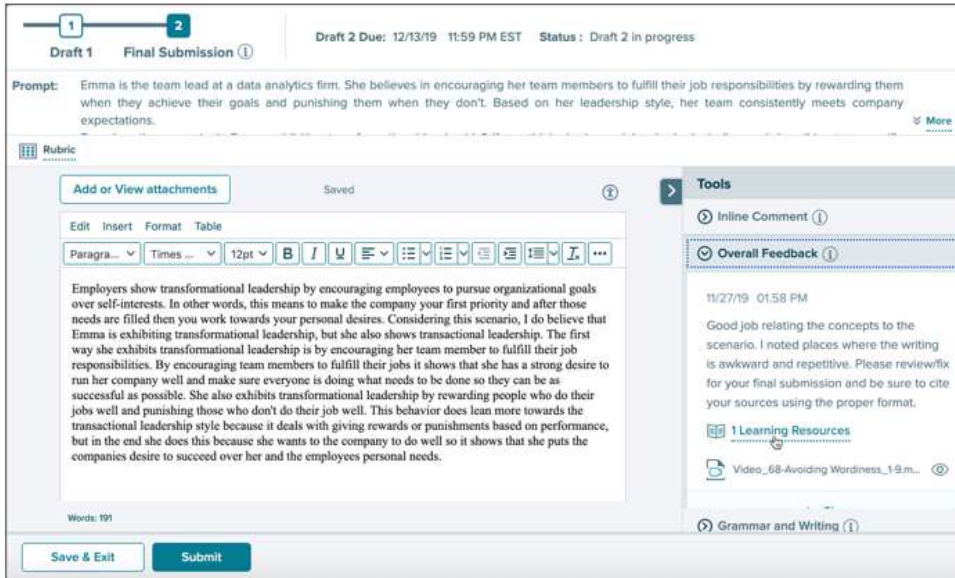 1 2
Draft 1 Final Submission
Draft 2 Due: 12/13/19 11:59 PM EST Status : Draft 2 in progress
Prompt: Emma is the team lead at a data analytics firm. She believes in encouraging her team members to fulfill their job responsibilities by rewarding them
when they achieve their goals and punishing them when they don't. Based on her leadership style, her team consistently meets company
expectations.
More
Rubric
Add or View attachments Saved
Edit Insert Format Table
Paragra... Times ... 12pt B I U
Employers show transformational leadership by encouraging employees to pursue organizational goals
over self-interests. In other words, this means to make the company your first priority and after those
needs are filled then you work towards your personal desires. Considering this scenario, I do believe that
Emma is exhibiting transformational leadership, but she also shows transactional leadership. The first
way she exhibits transformational leadership is by encouraging her team member to fulfill their job
responsibilities. By encouraging team members to fulfill their jobs it shows that she has a strong desire to
run her company well and make sure everyone is doing what needs to be done so they can be as
successful as possible. She also exhibits transformational leadership by rewarding people who do their
jobs well and punishing those who don't do their job well. This behavior does lean more towards the
transactional leadership style because it deals with giving rewards or punishments based on performance,
but in the end she does this because she wants to the company to do well so it shows that she puts the
companies desire to succeed over her and the employees personal needs.
Words: 191
Save & Exit Submit
Tools
Inline Comment
Overall Feedback
11/27/19 01:58 PM
Good job relating the concepts to the
scenario. I noted places where the writing
is awkward and repetitive. Please review/fix
for your final submission and be sure to cite
your sources using the proper format.
1 Learning Resources
Video_68-Avoiding Wordiness_1-9.m...
Grammar and Writing